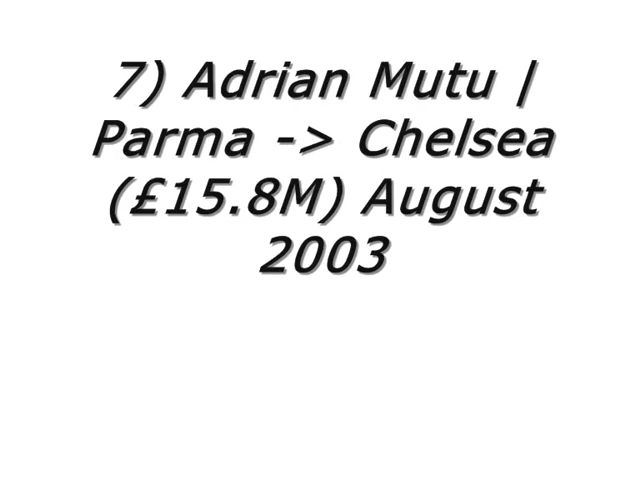 7) Adrian Mutu |
Parma -> Chelsea
(£15.8M) August
2003